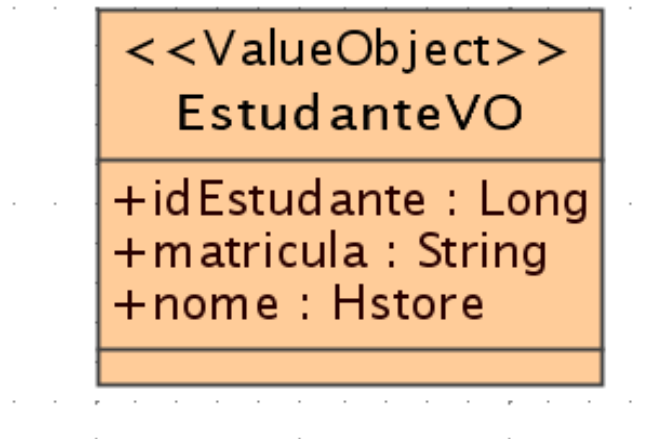 <<ValueObject>>
EstudanteVO
+idEstudante : Long
+matricula : String
+nome : Hstore